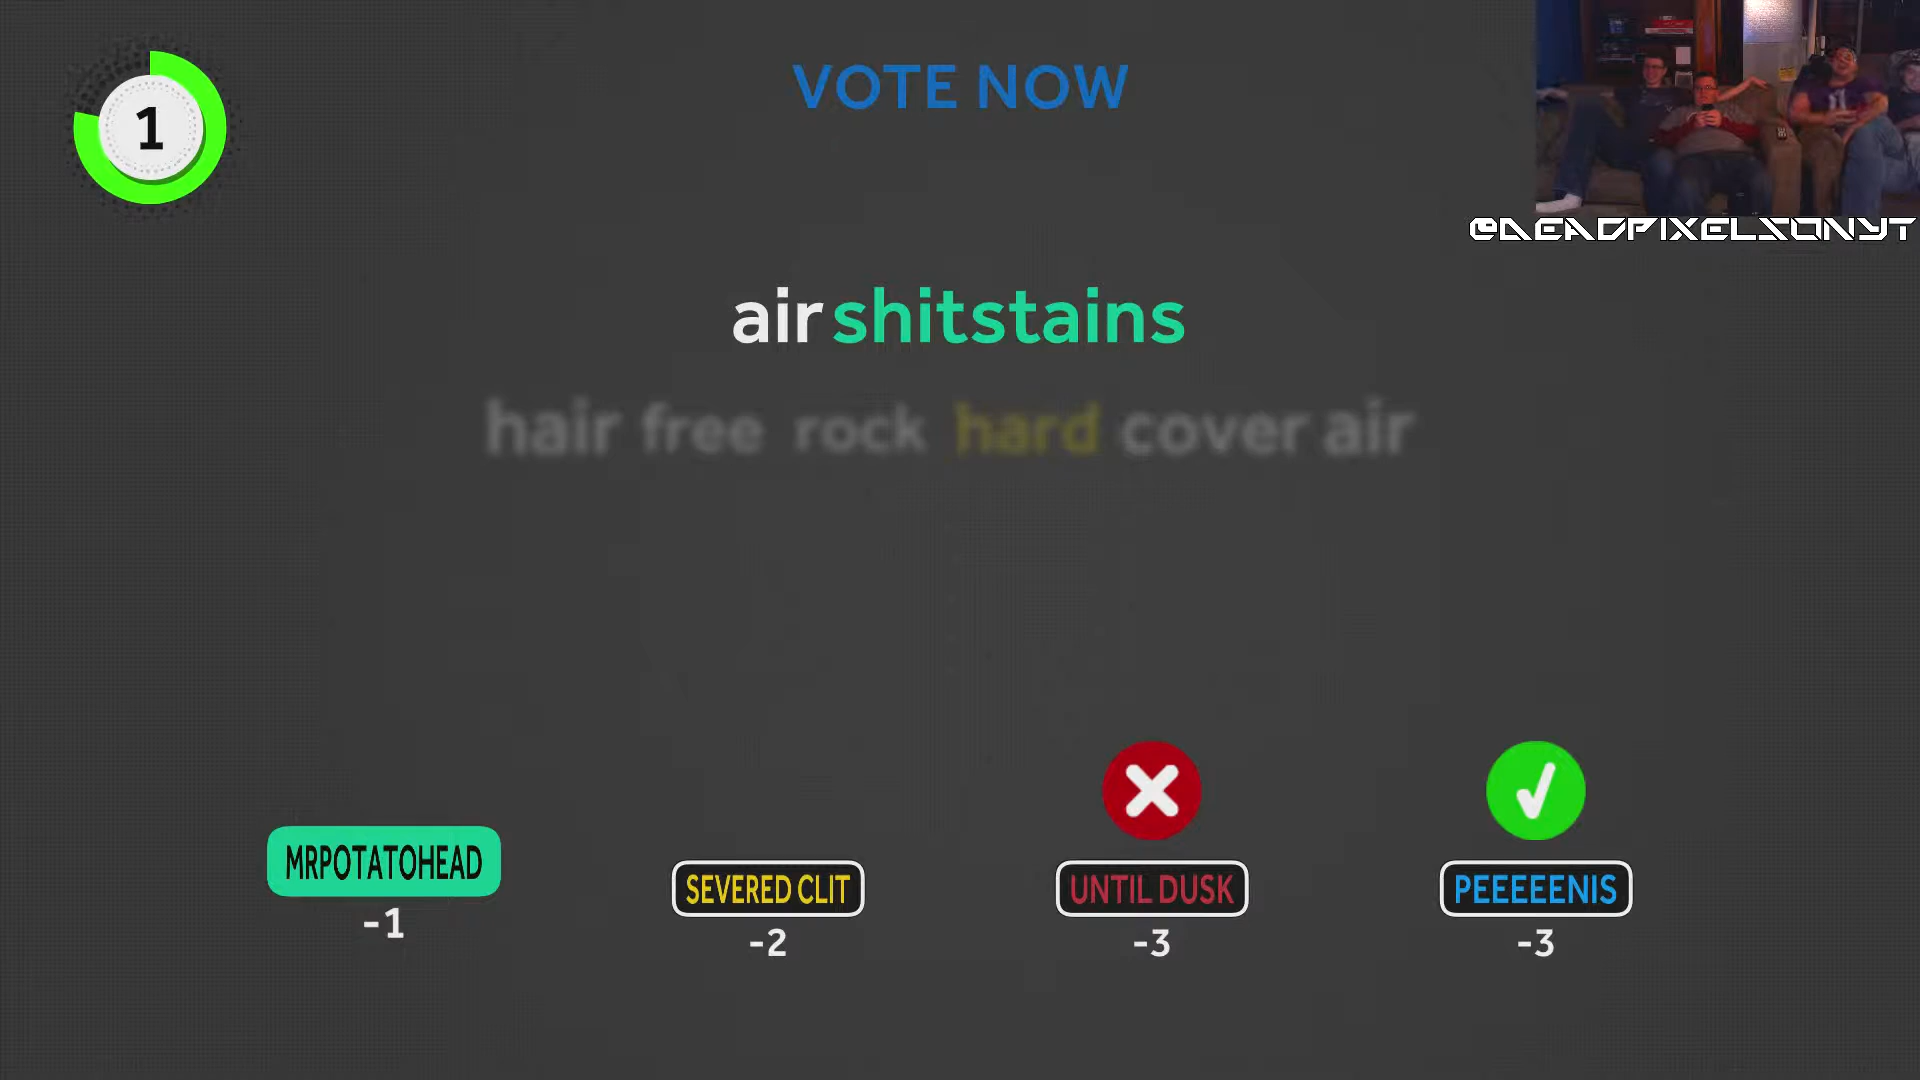 1
VOTE NOW
@DEADPIXELSONYT
air shitstains
hair free rock hard cover air
MRPOTATOHEAD
-1
SEVERED CLIT
-2
UNTIL DUSK
-3
PEEEEENIS
-3